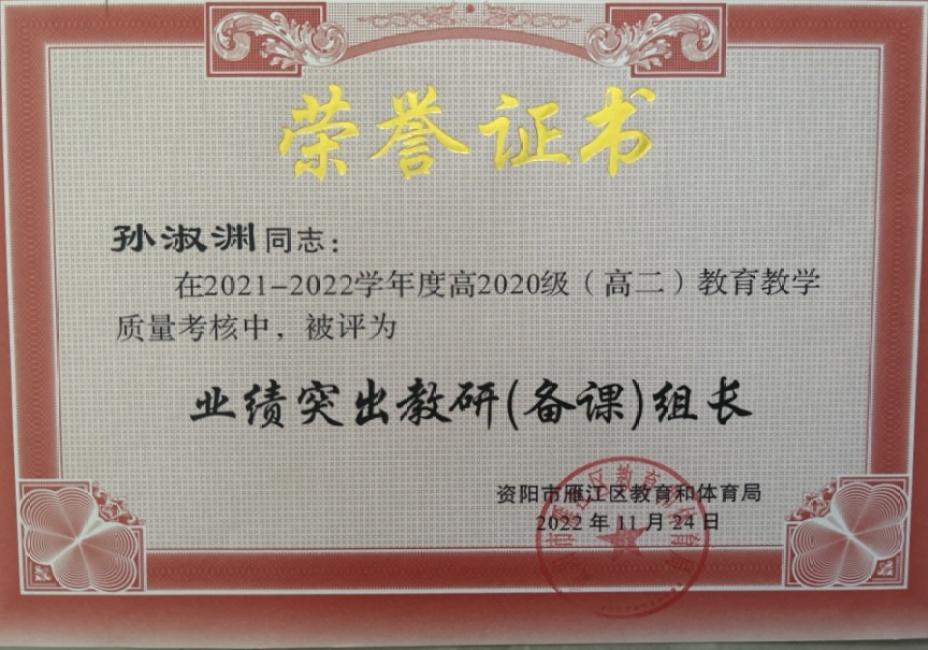 荣誉证书
孙淑渊同志：
在2021-2022学年度高2020级（高二）教育教学
质量考核中，被评为
业绩突出教研(备课)组长
资阳市雁江区教育和体育局
2022年11月24日